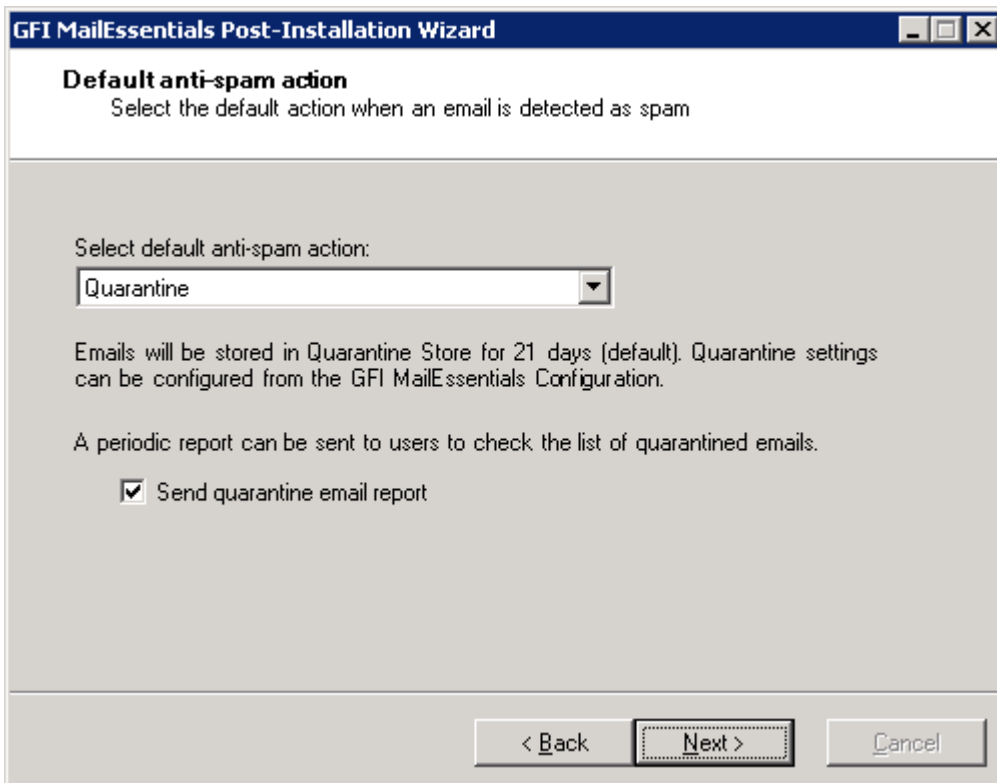 GFI MailEssentials Post-Installation Wizard
Default anti-spam action
Select the default action when an email is detected as spam
Select default anti-spam action:
Quarantine
Emails will be stored in Quarantine Store for 21 days (default). Quarantine settings
can be configured from the GFI MailEssentials Configuration.
A periodic report can be sent to users to check the list of quarantined emails.
Send quarantine email report
< Back Next > Cancel